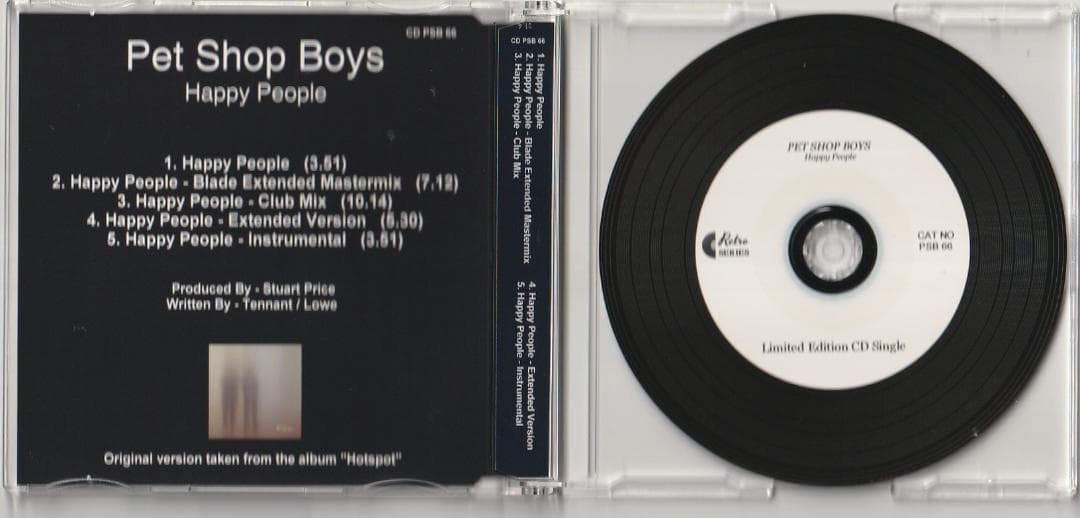 CD PSB 66
Pet Shop Boys
Happy People
1. Happy People (3.51)
2. Happy People - Blade Extended Mastermix (7.12)
3. Happy People - Club Mix (10.14)
4. Happy People - Extended Version (6.30)
5. Happy People - Instrumental (3.51)
Produced By - Stuart Price
Written By - Tennant / Lowe
Original version taken from the album "Hotspot"
CD PSB 66
1. Happy People
2. Happy People - Blade Extended Mastermix
3. Happy People - Club Mix
4. Happy People - Extended Version
5. Happy People - Instrumental
PET SHOP BOYS
Happy People
Retro
SERIES
CAT NO
PSB 66
Limited Edition CD Single